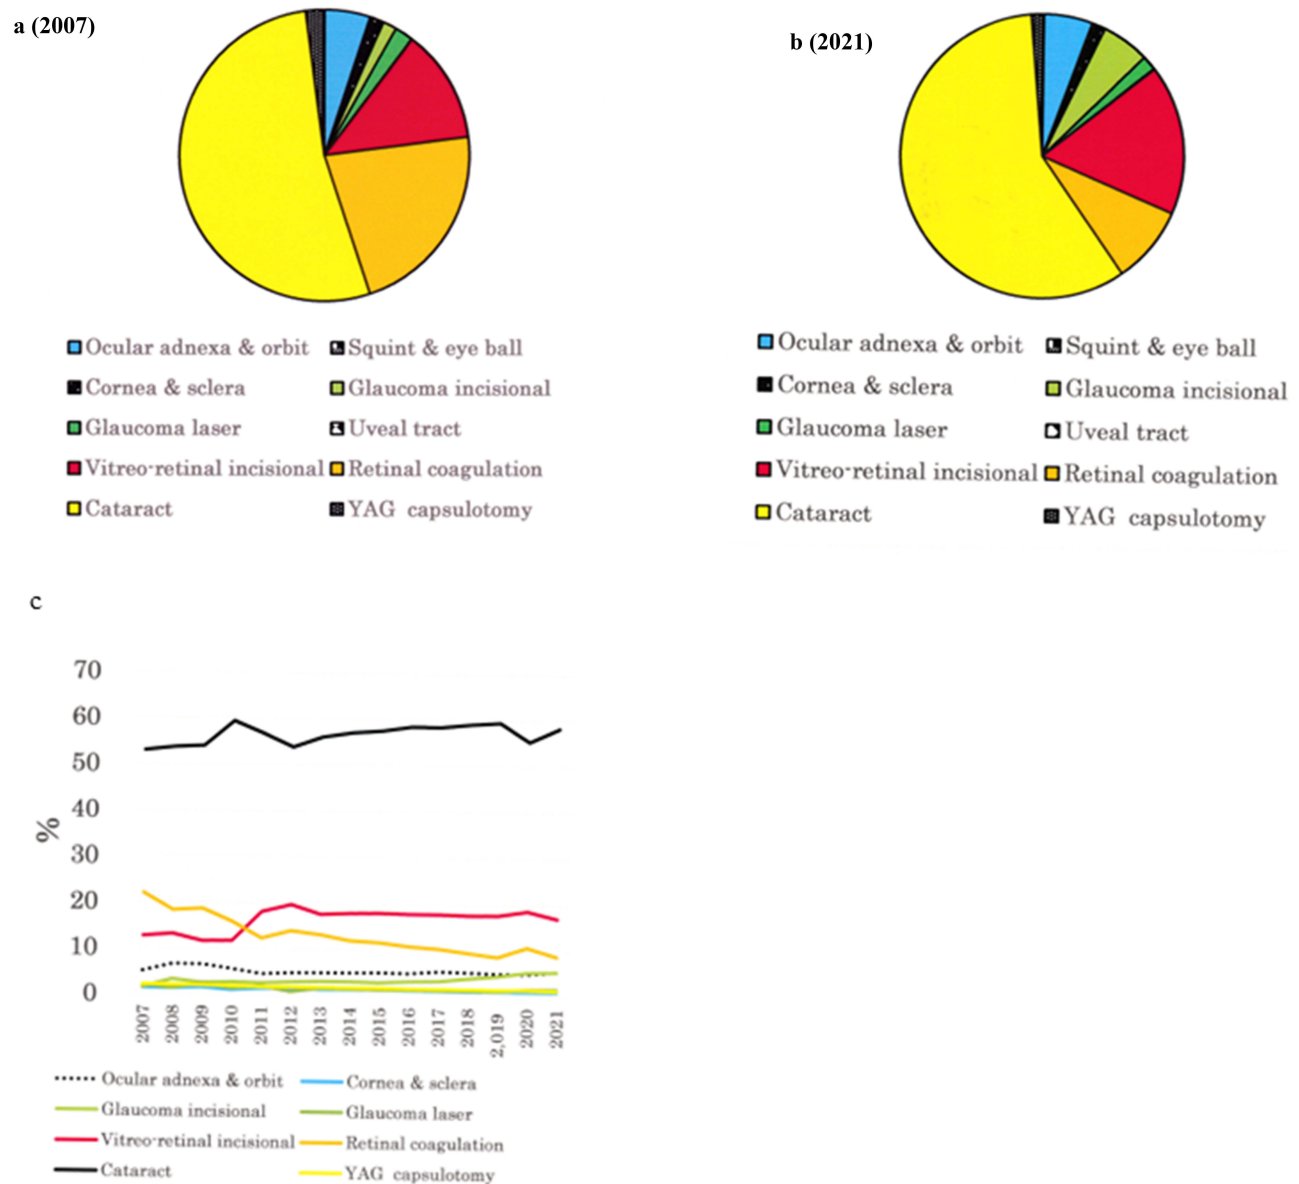 a (2007)
b (2021)
Ocular adnexa & orbit Squint & eye ball
Cornea & sclera Glaucoma incisional
Glaucoma laser Uveal tract
Vitreo-retinal incisional Retinal coagulation
Cataract YAG capsulotomy
Ocular adnexa & orbit Squint & eye ball
Cornea & sclera Glaucoma incisional
Glaucoma laser Uveal tract
Vitreo-retinal incisional Retinal coagulation
Cataract YAG capsulotomy
c
70
60
50
40
30
20
10
0
%
2007 2008 2009 2010 2011 2012 2013 2014 2015 2016 2017 2018 2,019 2020 2021
Ocular adnexa & orbit Cornea & sclera
Glaucoma incisional Glaucoma laser
Vitreo-retinal incisional Retinal coagulation
Cataract YAG capsulotomy